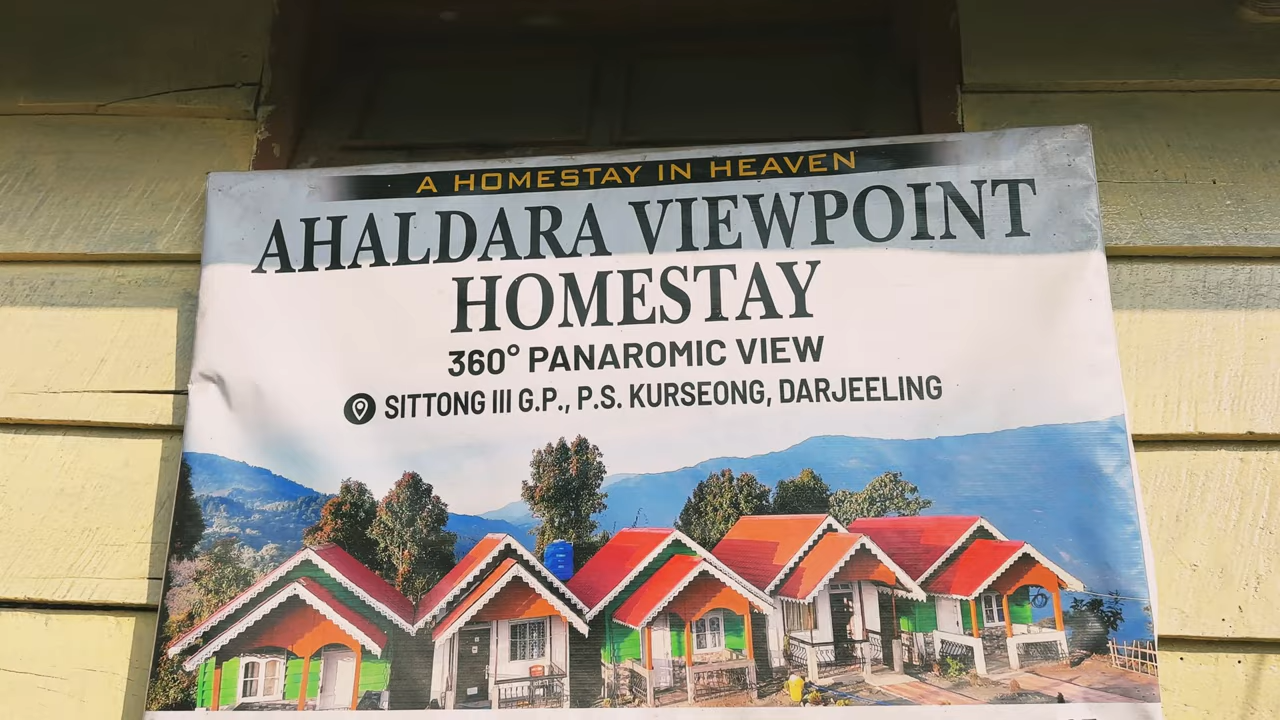 A HOMESTAY IN HEAVEN
AHALDARA VIEWPOINT
HOMESTAY
360° PANAROMIC VIEW
SITTONG III G.P., P.S. KURSEONG, DARJEELING